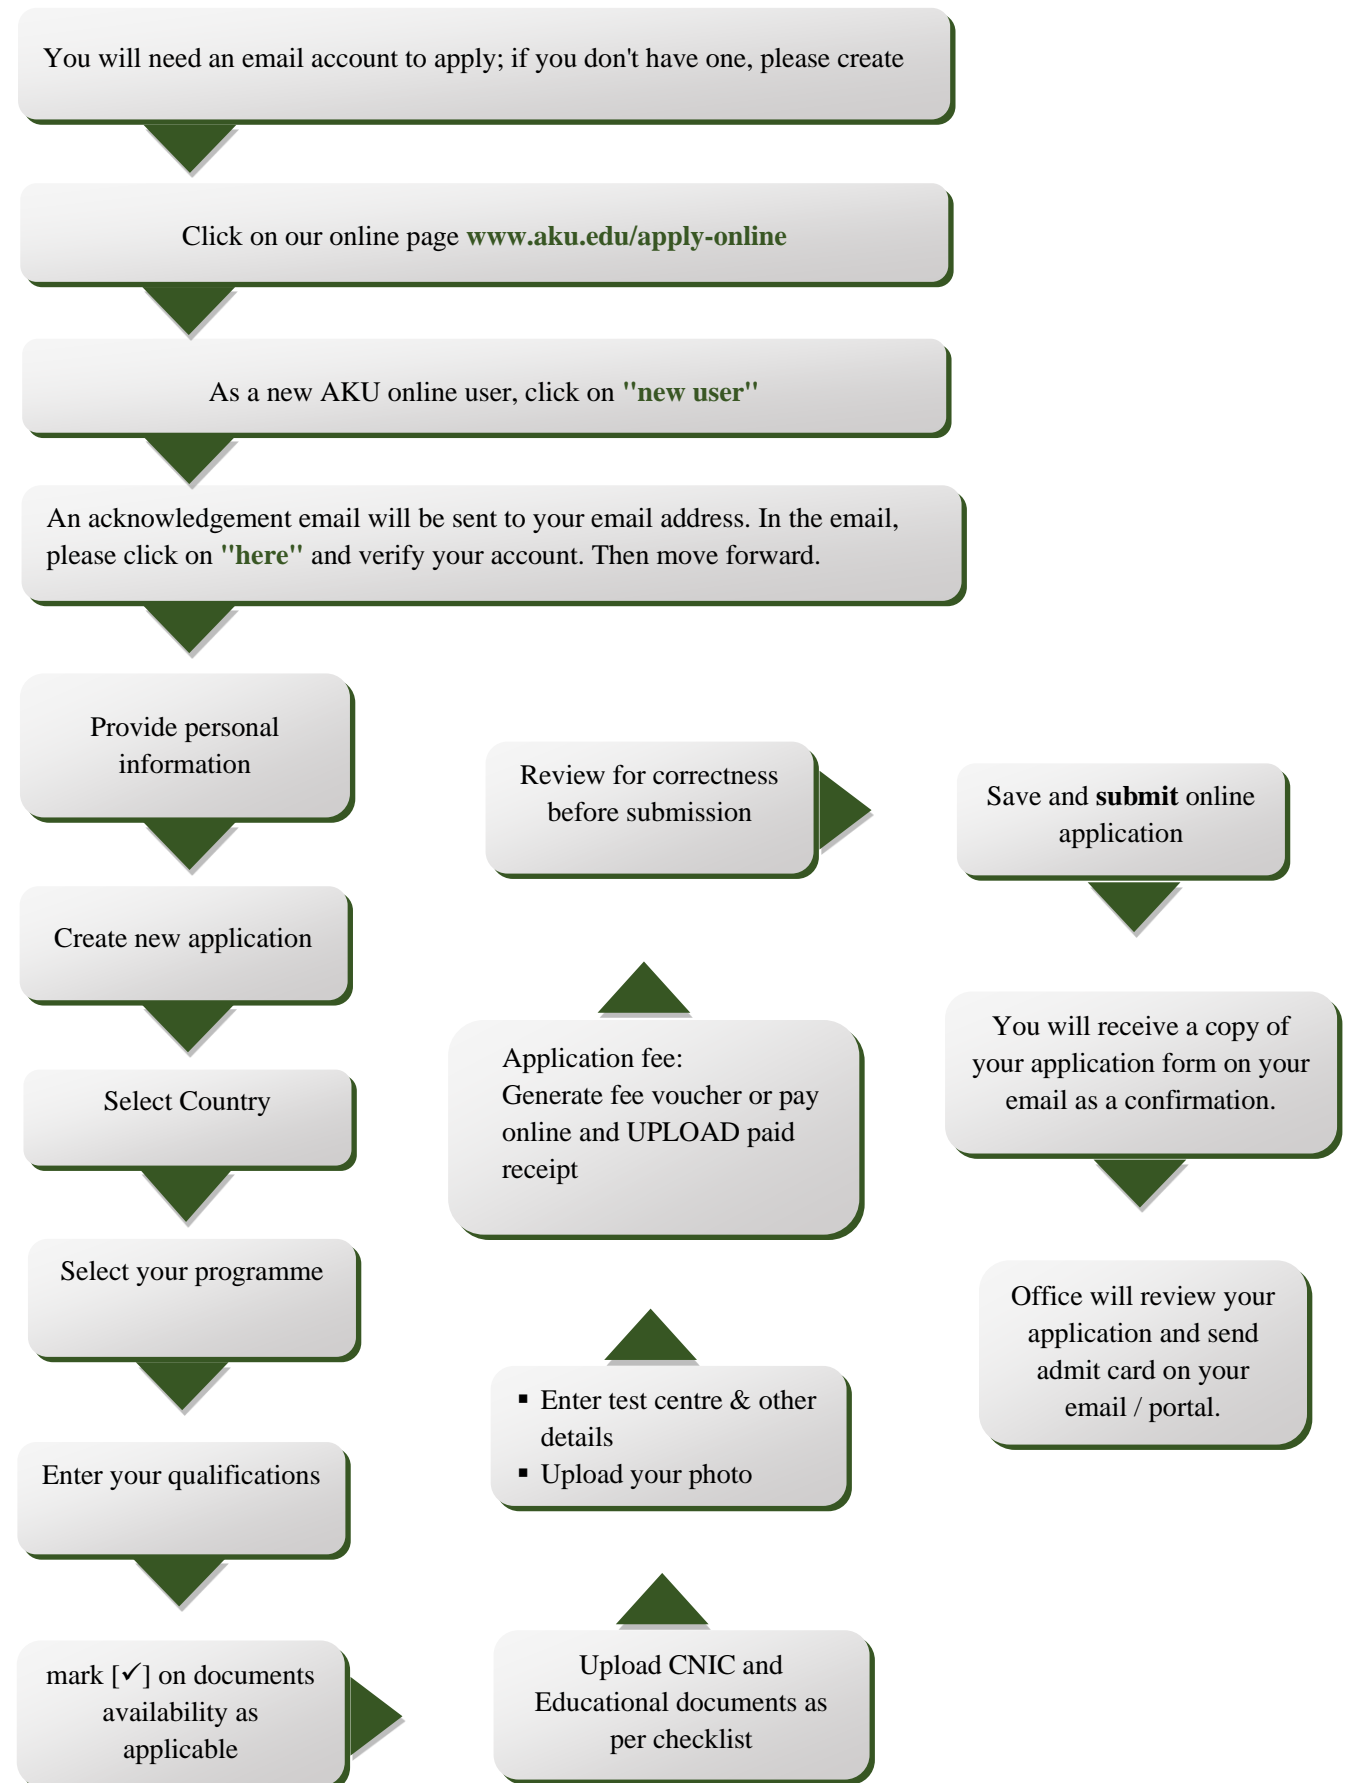 You will need an email account to apply; if you don't have one, please create
Click on our online page www.aku.edu/apply-online
As a new AKU online user, click on "new user"
An acknowledgement email will be sent to your email address. In the email,
please click on "here" and verify your account. Then move forward.
Provide personal
information
Create new application
Select Country
Select your programme
Enter your qualifications
mark [✓] on documents
availability as
applicable
Upload CNIC and
Educational documents as
per checklist
▪ Enter test centre & other
details
▪ Upload your photo
Application fee:
Generate fee voucher or pay
online and UPLOAD paid
receipt
Review for correctness
before submission
Save and submit online
application
You will receive a copy of
your application form on your
email as a confirmation.
Office will review your
application and send
admit card on your
email / portal.